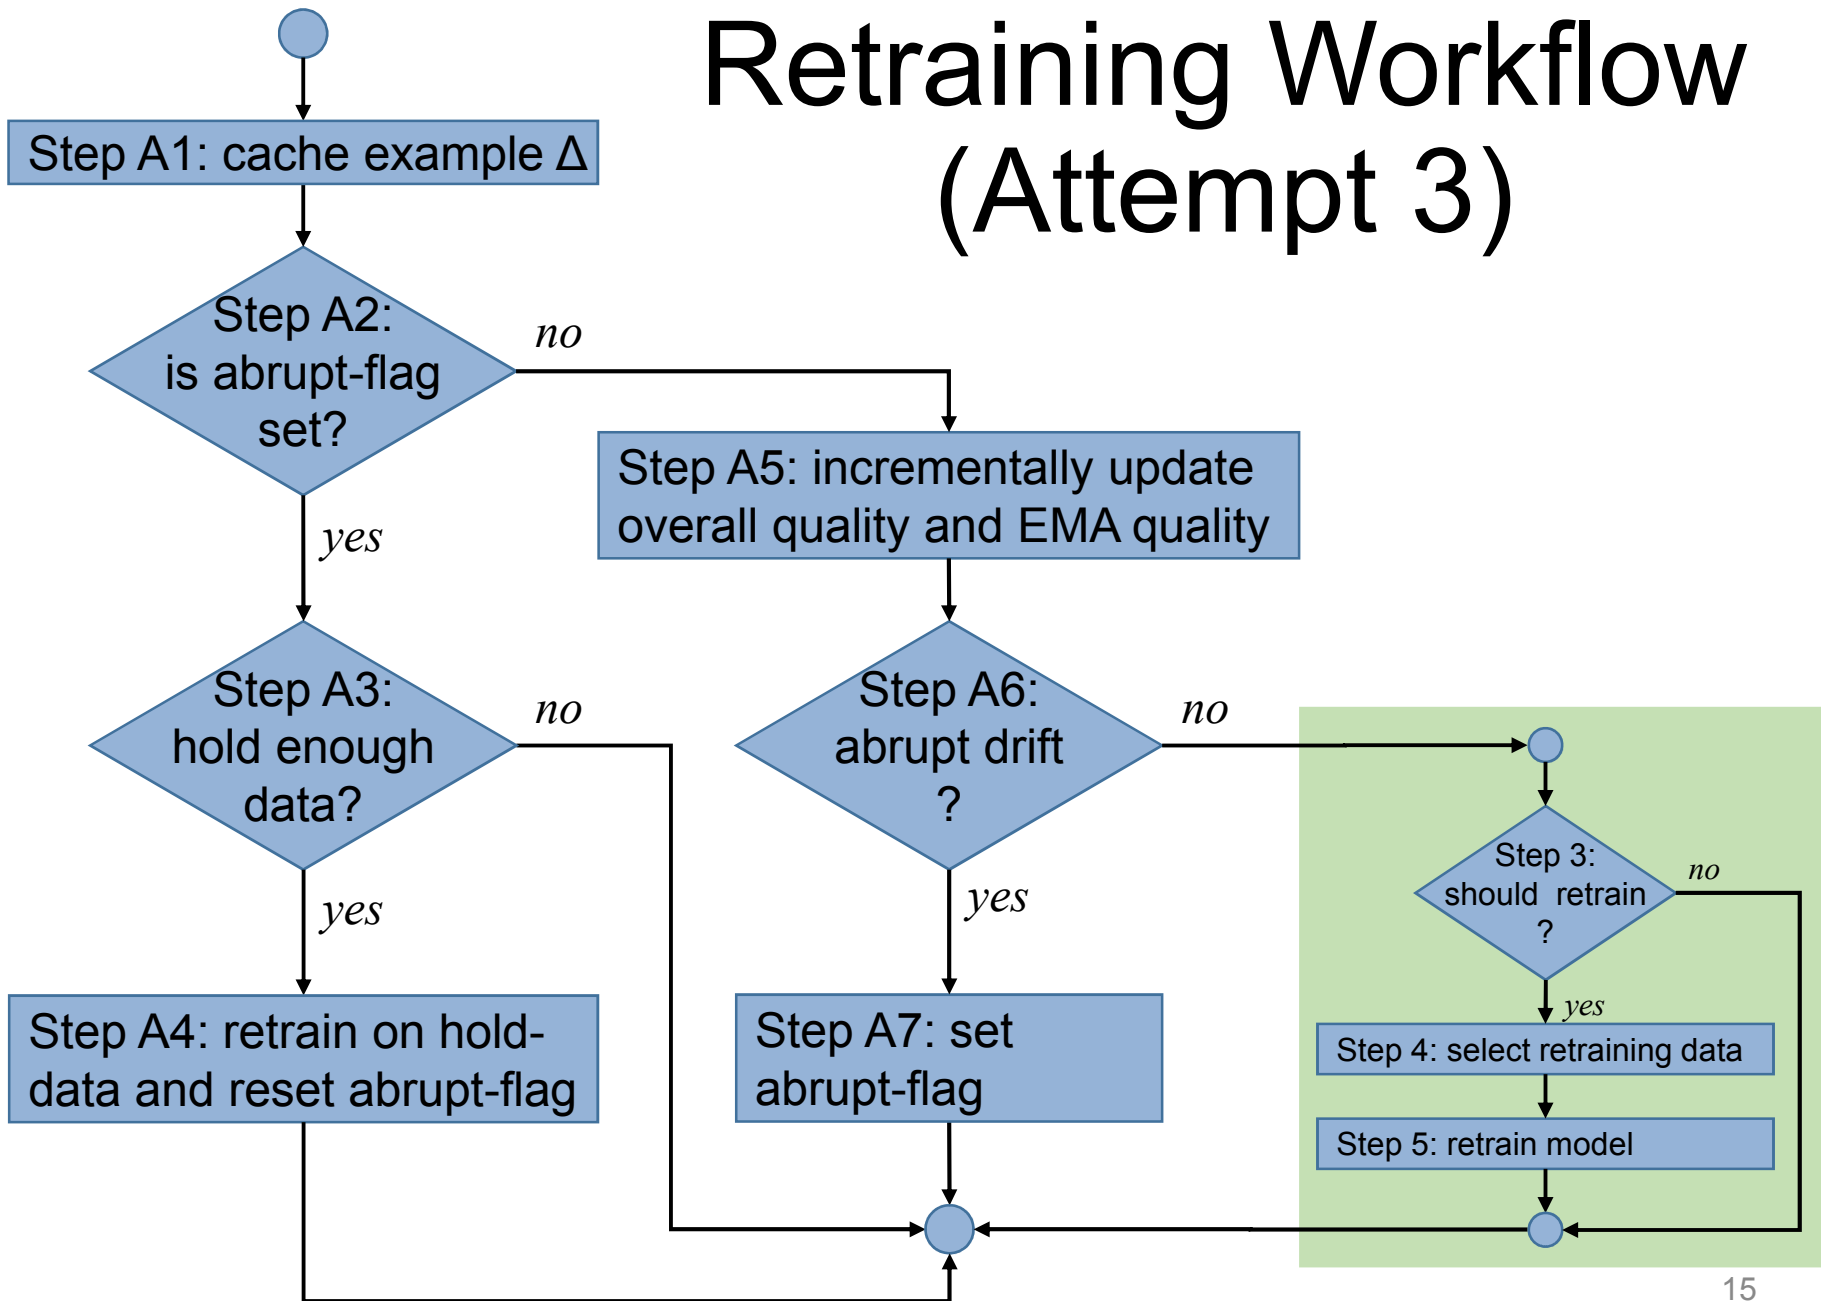 Retraining Workflow
(Attempt 3)
Step A1: cache example Δ
Step A2:
is abrupt-flag
set?
no
yes
Step A5: incrementally update
overall quality and EMA quality
Step A3:
hold enough
data?
no
yes
Step A6:
abrupt drift
?
no
yes
Step 3:
should retrain
?
no
yes
Step 4: select retraining data
Step 5: retrain model
Step A4: retrain on hold-
data and reset abrupt-flag
Step A7: set
abrupt-flag
15